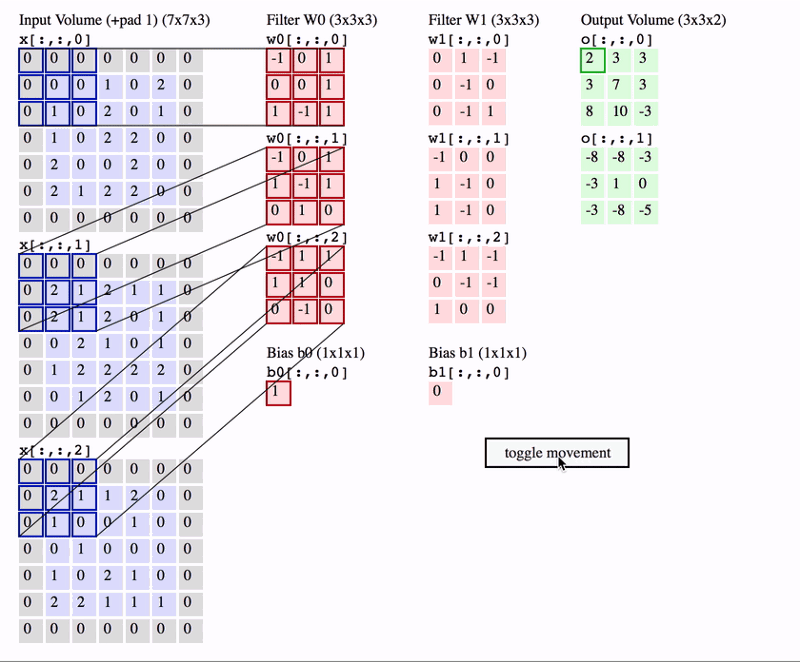 Input Volume (+pad 1) (7x7x3)
x[:,:,0]
0 0 0 0 0 0 0
0 0 0 1 0 2 0
0 1 0 2 0 1 0
0 1 0 2 2 0 0
0 2 0 0 2 0 0
0 2 1 2 2 0 0
0 0 0 0 0 0 0
x[:,:,1]
0 0 0 0 0 0 0
0 2 1 2 1 1 0
0 2 1 2 0 1 0
0 0 2 1 0 1 0
0 1 2 2 2 2 0
0 0 1 2 0 1 0
0 0 0 0 0 0 0
x[:,:,2]
0 0 0 0 0 0 0
0 2 1 1 2 0 0
0 1 0 0 1 0 0
0 0 1 0 0 0 0
0 1 0 2 1 0 0
0 2 2 1 1 1 0
0 0 0 0 0 0 0
Filter W0 (3x3x3)
w0[:,:,0]
-1 0 1
0 0 1
1 -1 1
w0[:,:,1]
-1 0 1
1 -1 1
0 1 0
w0[:,:,2]
-1 1 1
1 1 0
0 -1 0
Bias b0 (1x1x1)
b0[:,:,0]
1
Filter W1 (3x3x3)
w1[:,:,0]
0 1 -1
0 -1 0
0 -1 1
w1[:,:,1]
-1 0 0
1 -1 0
1 -1 0
w1[:,:,2]
-1 1 -1
0 -1 -1
1 0 0
Bias b1 (1x1x1)
b1[:,:,0]
0
Output Volume (3x3x2)
o[:,:,0]
2 3 3
3 7 3
8 10 -3
o[:,:,1]
-8 -8 -3
-3 1 0
-3 -8 -5
toggle movement